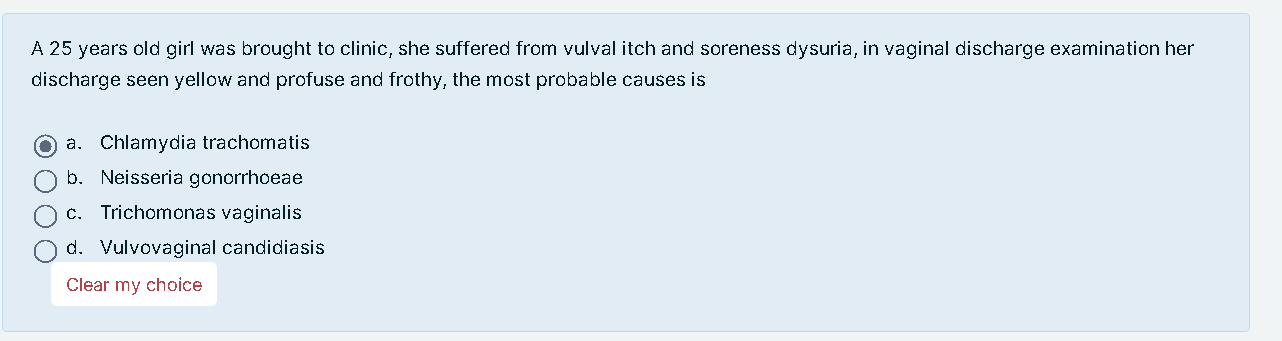 A 25 years old girl was brought to clinic, she suffered from vulval itch and soreness dysuria, in vaginal discharge examination her
discharge seen yellow and profuse and frothy, the most probable causes is
a. Chlamydia trachomatis
b. Neisseria gonorrhoeae
c. Trichomonas vaginalis
d. Vulvovaginal candidiasis
Clear my choice